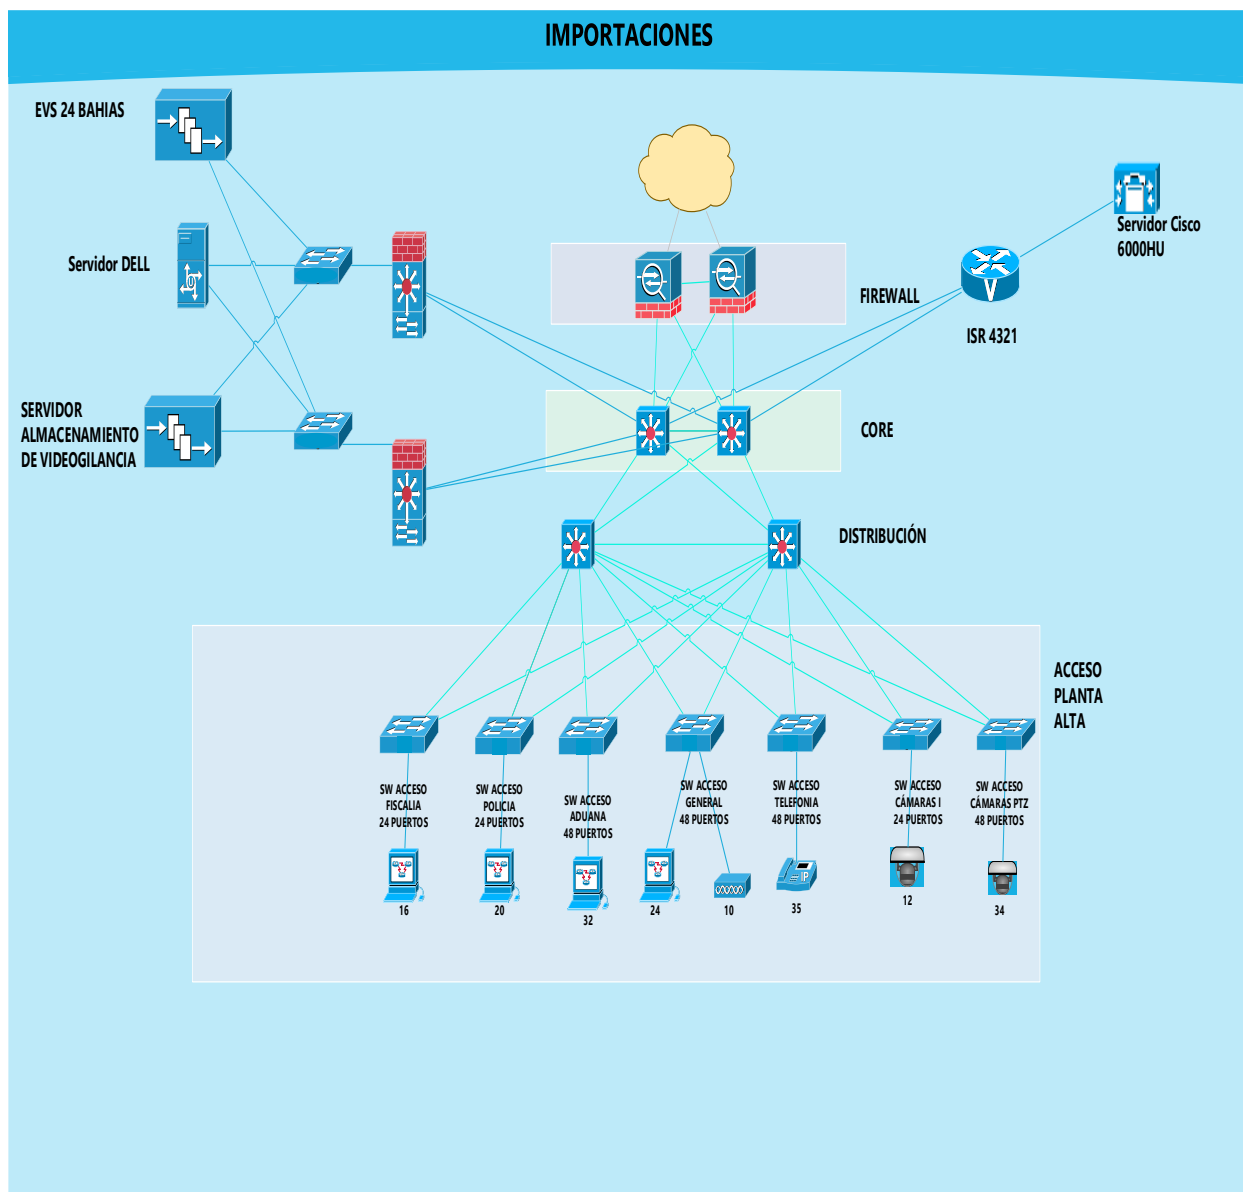 IMPORTACIONES
EVS 24 BAHIAS
Servidor DELL
SERVIDOR
ALMACENAMIENTO
DE VIDEOGILANCIA
FIREWALL
Servidor Cisco
6000HU
V
ISR 4321
CORE
DISTRIBUCIÓN
ACCESO
PLANTA
ALTA
SW ACCESO
FISCALIA
24 PUERTOS
SW ACCESO
POLICIA
24 PUERTOS
SW ACCESO
ADUANA
48 PUERTOS
SW ACCESO
GENERAL
48 PUERTOS
SW ACCESO
TELEFONIA
48 PUERTOS
SW ACCESO
CÁMARAS I
24 PUERTOS
SW ACCESO
CÁMARAS PTZ
48 PUERTOS
IP
16
20
32
24
10
35
12
34